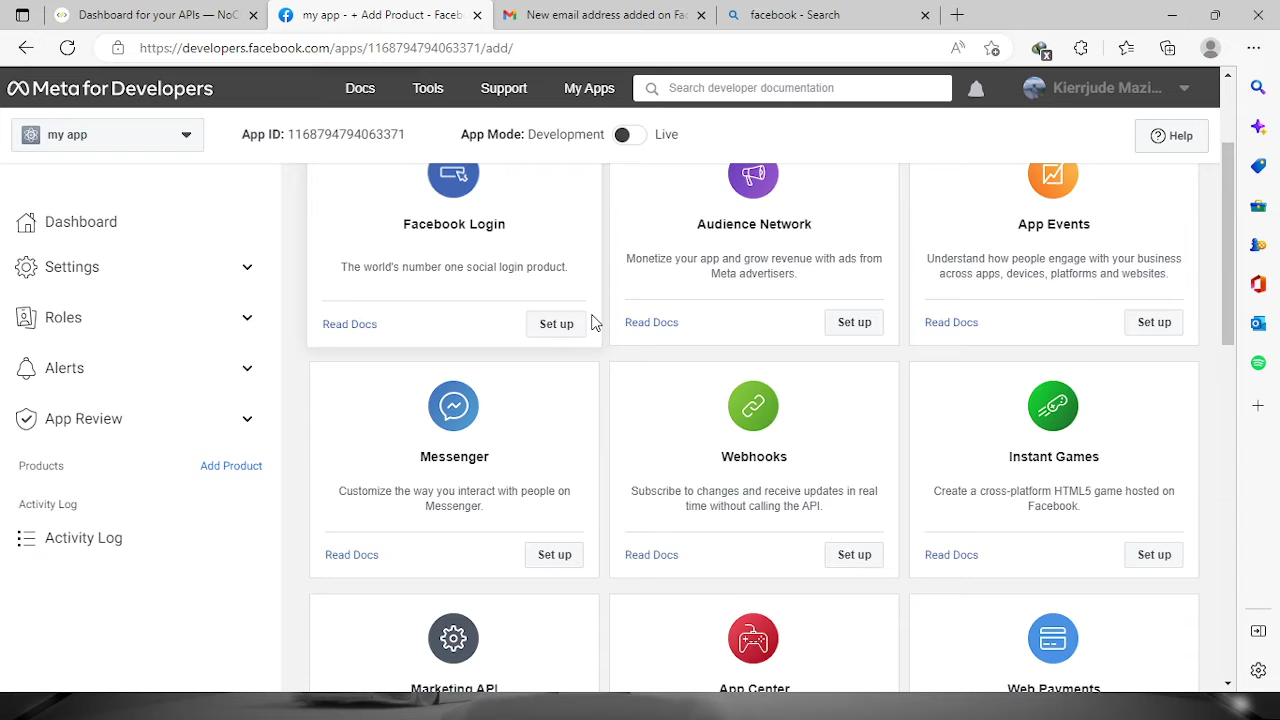 Dashboard for your APIs — NoC
my app - + Add Product - Faceb
New email address added on Fac
facebook - Search
https://developers.facebook.com/apps/1168794794063371/add/
Meta for Developers
Docs
Tools
Support
My Apps
Search developer documentation
Kierrjude Mazi...
my app
App ID: 1168794794063371
App Mode: Development
Live
Help
Dashboard
Settings
Roles
Alerts
App Review
Products
Add Product
Activity Log
Activity Log
Facebook Login
The world's number one social login product.
Read Docs
Set up
Audience Network
Monetize your app and grow revenue with ads from
Meta advertisers.
Read Docs
Set up
App Events
Understand how people engage with your business
across apps, devices, platforms and websites.
Read Docs
Set up
Messenger
Customize the way you interact with people on
Messenger.
Read Docs
Set up
Webhooks
Subscribe to changes and receive updates in real
time without calling the API.
Read Docs
Set up
Instant Games
Create a cross-platform HTML5 game hosted on
Facebook.
Read Docs
Set up
Marketing API
App Center
Web Payments